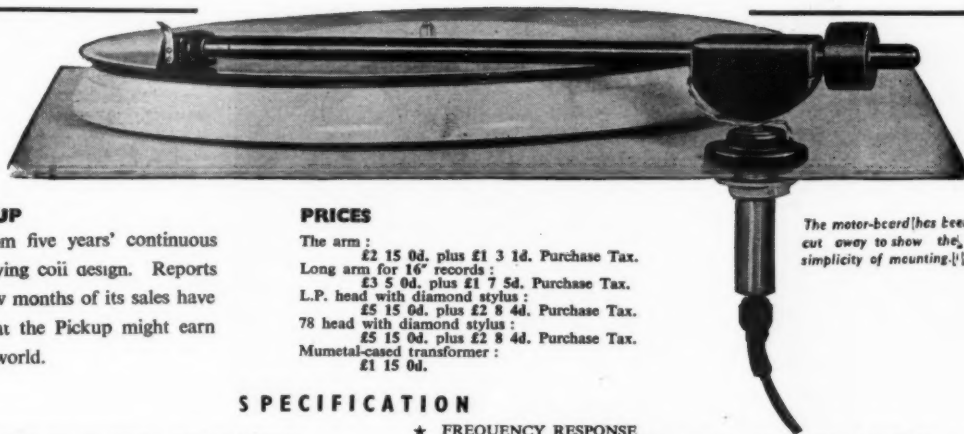 UP
m five years' continuous
ving coil design. Reports
w months of its sales have
at the Pickup might earn
world.
PRICES
The arm :
£2 15 0d. plus £1 3 1d. Purchase Tax.
Long arm for 16" records :
£3 5 0d. plus £1 7 5d. Purchase Tax.
L.P. head with diamond stylus :
£5 15 0d. plus £2 8 4d. Purchase Tax.
78 head with diamond stylus :
£5 15 0d. plus £2 8 4d. Purchase Tax.
Mumetal-cased transformer :
£1 15 0d.
The motor-board has been
cut away to show the
simplicity of mounting.
SPECIFICATION
★ FREQUENCY RESPONSE